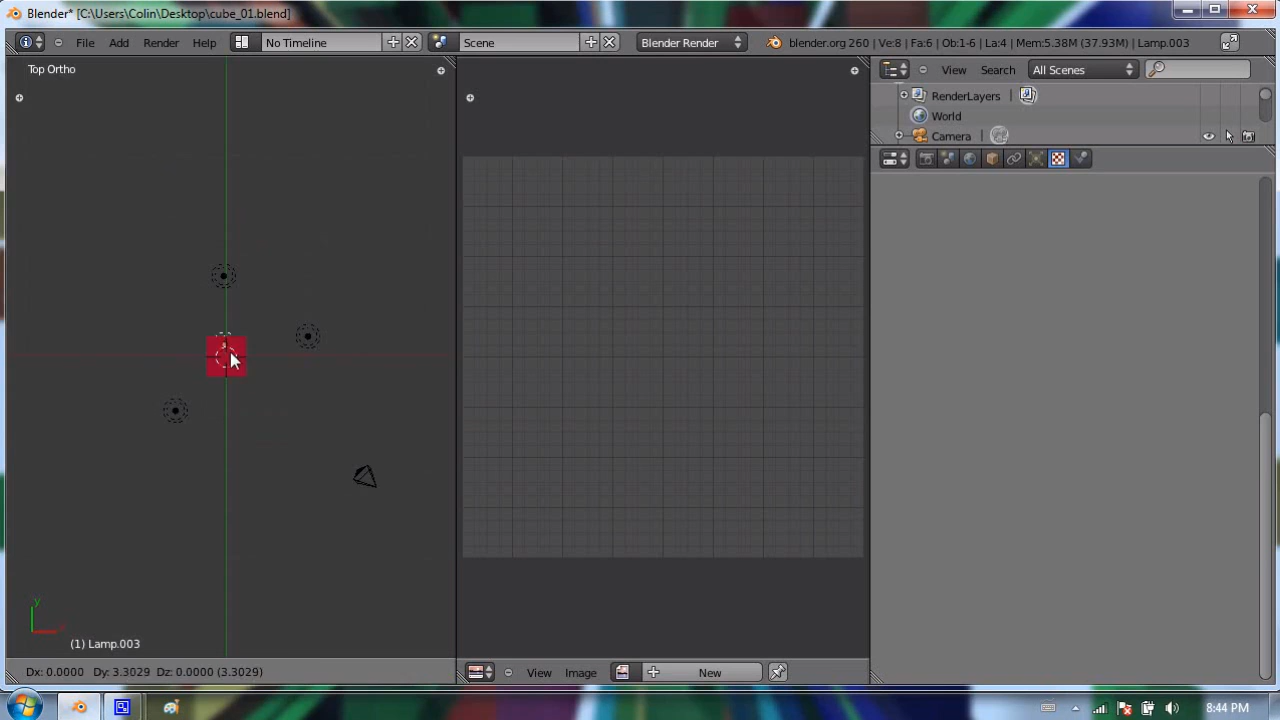 Blender* [C:\Users\Colin\Desktop\cube_01.blend]
File Add Render Help No Timeline Scene Blender Render blender.org 260 | Ve:8 | Fa:6 | Ob:1-6 | La:4 | Mem:5.38M (37.93M) | Lamp.003
Top Ortho
View Search All Scenes
RenderLayers |
World
Camera |
y
x
(1) Lamp.003
Dx: 0.0000 Dy: 3.3029 Dz: 0.0000 (3.3029)
View Image New
8:44 PM